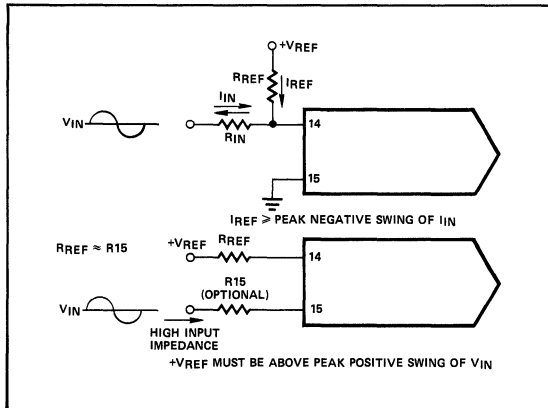 +VREF
RREF
IREF
IIN
VIN
RIN
14
15
IREF ⩾ PEAK NEGATIVE SWING OF IIN
RREF ≈ R15
+VREF
RREF
14
R15
(OPTIONAL)
VIN
15
HIGH INPUT
IMPEDANCE
+VREF MUST BE ABOVE PEAK POSITIVE SWING OF VIN